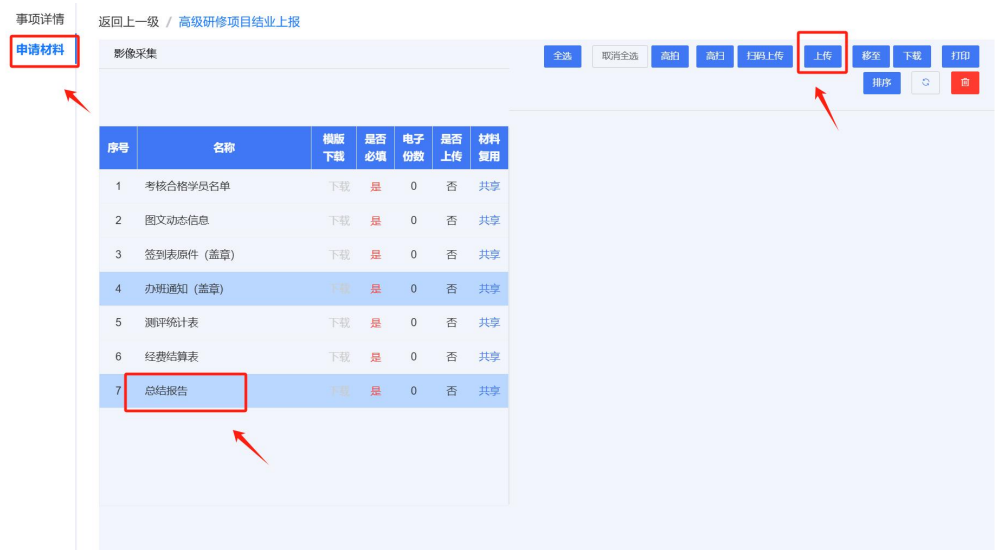 事项详情
申请材料
返回上一级 / 高级研修项目结业上报
影像采集
全选 取消全选 高拍 高扫 扫码上传 上传 移至 下载 打印
排序
序号 名称 模版下载 是否必填 电子份数 是否上传 材料复用
1 考核合格学员名单 下载 是 0 否 共享
2 图文动态信息 下载 是 0 否 共享
3 签到表原件（盖章） 下载 是 0 否 共享
4 办班通知（盖章） 下载 是 0 否 共享
5 测评统计表 下载 是 0 否 共享
6 经费结算表 下载 是 0 否 共享
7 总结报告 下载 是 0 否 共享